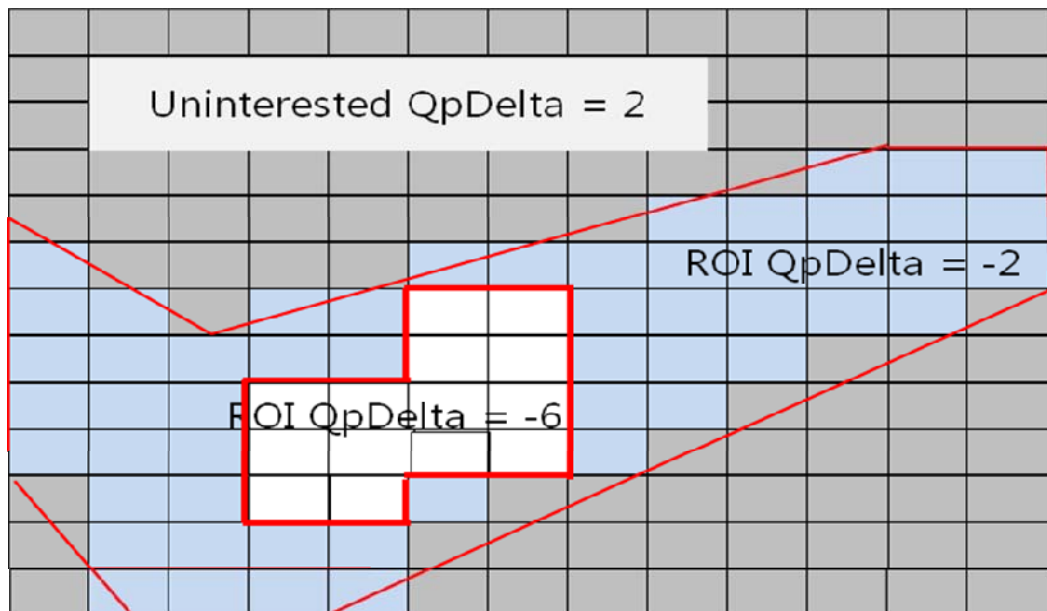 Uninterested QpDelta = 2
ROI QpDelta = -2
ROI QpDelta = -6